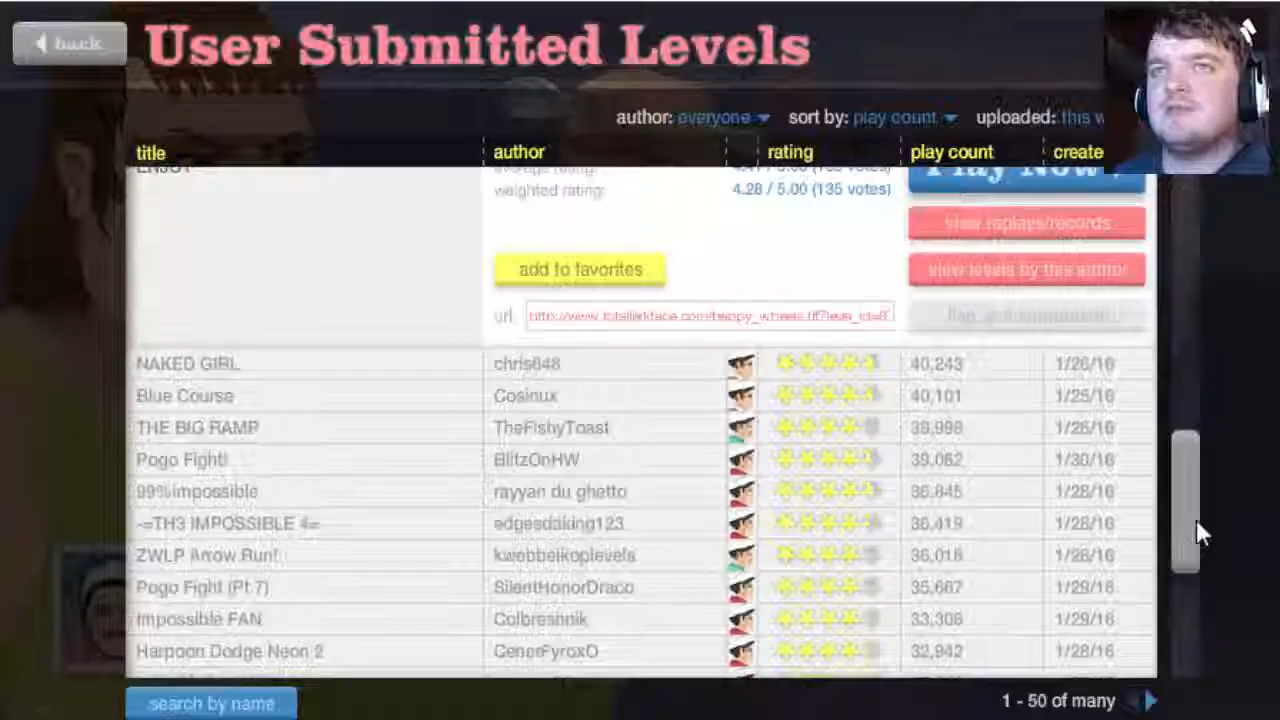 back
User Submitted Levels
author: everyone sort by: play count uploaded: this w
title author rating play count create
ENJOY
weighted rating: 4.28 / 5.00 (135 votes)
Play Now!
view replays/records
add to favorites
view levels by this author
url:
NAKED GIRL chris648 40,243 1/26/16
Blue Course Cosinux 40,101 1/25/16
THE BIG RAMP TheFishyToast 39,998 1/26/16
Pogo Fight! BlitzOnHW 39,062 1/30/16
99%impossible rayyan du ghetto 36,845 1/28/16
-=TH3 IMPOSSIBLE 4= edgesdaking123 36,419 1/28/16
ZWLP Arrow Run! kwebbelkoplevels 36,016 1/26/16
Pogo Fight (Pt.7) SilentHonorDraco 35,667 1/29/16
Impossible FAN Colbresnnik 33,306 1/29/16
Harpoon Dodge Neon 2 CenerFyroxO 32,942 1/28/16
search by name 1 - 50 of many